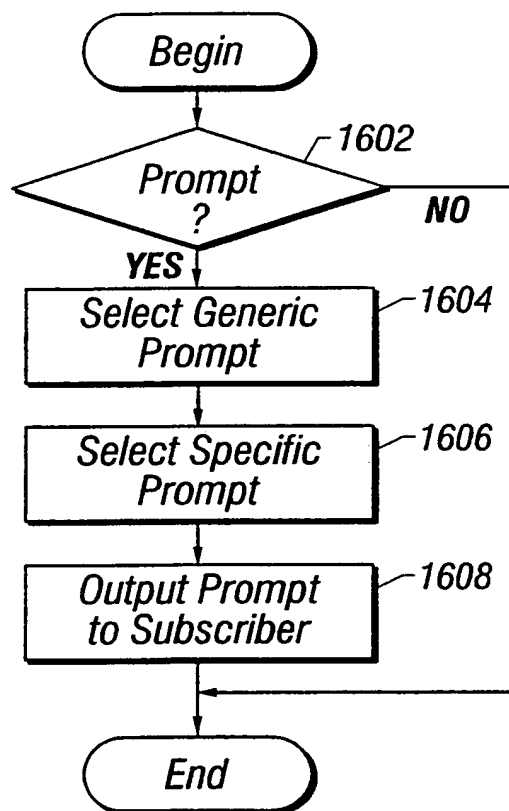 Begin
1602
Prompt
?
NO
YES
Select Generic
Prompt
1604
Select Specific
Prompt
1606
Output Prompt
to Subscriber
1608
End